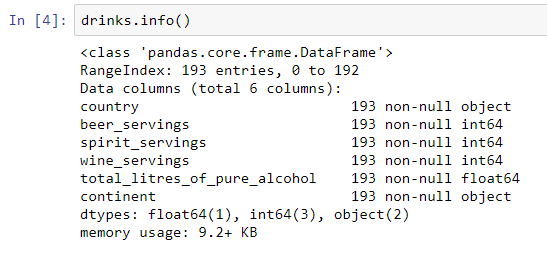 In [4]: drinks.info()
<class 'pandas.core.frame.DataFrame'>
RangeIndex: 193 entries, 0 to 192
Data columns (total 6 columns):
country                         193 non-null object
beer_servings                   193 non-null int64
spirit_servings                 193 non-null int64
wine_servings                   193 non-null int64
total_litres_of_pure_alcohol    193 non-null float64
continent                       193 non-null object
dtypes: float64(1), int64(3), object(2)
memory usage: 9.2+ KB